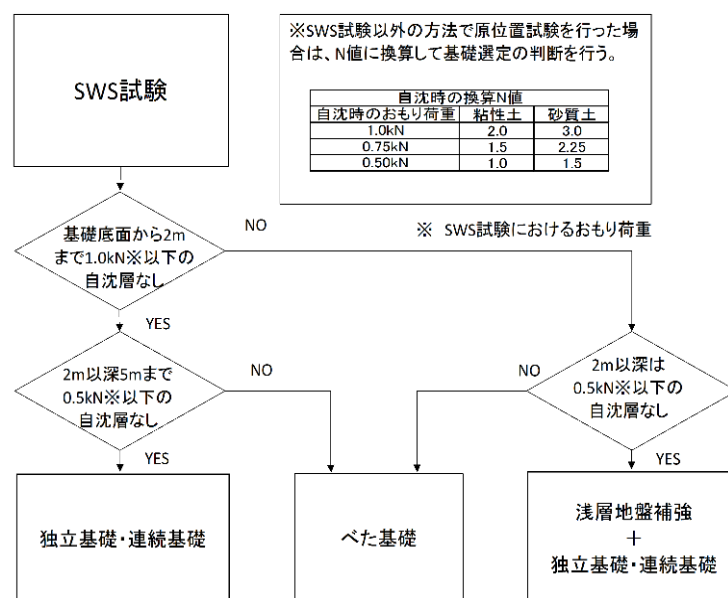 SWS試験
※SWS試験以外の方法で原位置試験を行った場
合は、N値に換算して基礎選定の判断を行う。
自沈時の換算N値
自沈時のおもり荷重 粘性土 砂質土
1.0kN 2.0 3.0
0.75kN 1.5 2.25
0.50kN 1.0 1.5
※ SWS試験におけるおもり荷重
基礎底面から2m
まで1.0kN※以下の
自沈層なし
NO
YES
2m以深5mまで
0.5kN※以下の
自沈層なし
NO
YES
2m以深は
0.5kN※以下の
自沈層なし
NO
YES
独立基礎・連続基礎
べた基礎
浅層地盤補強
+
独立基礎・連続基礎